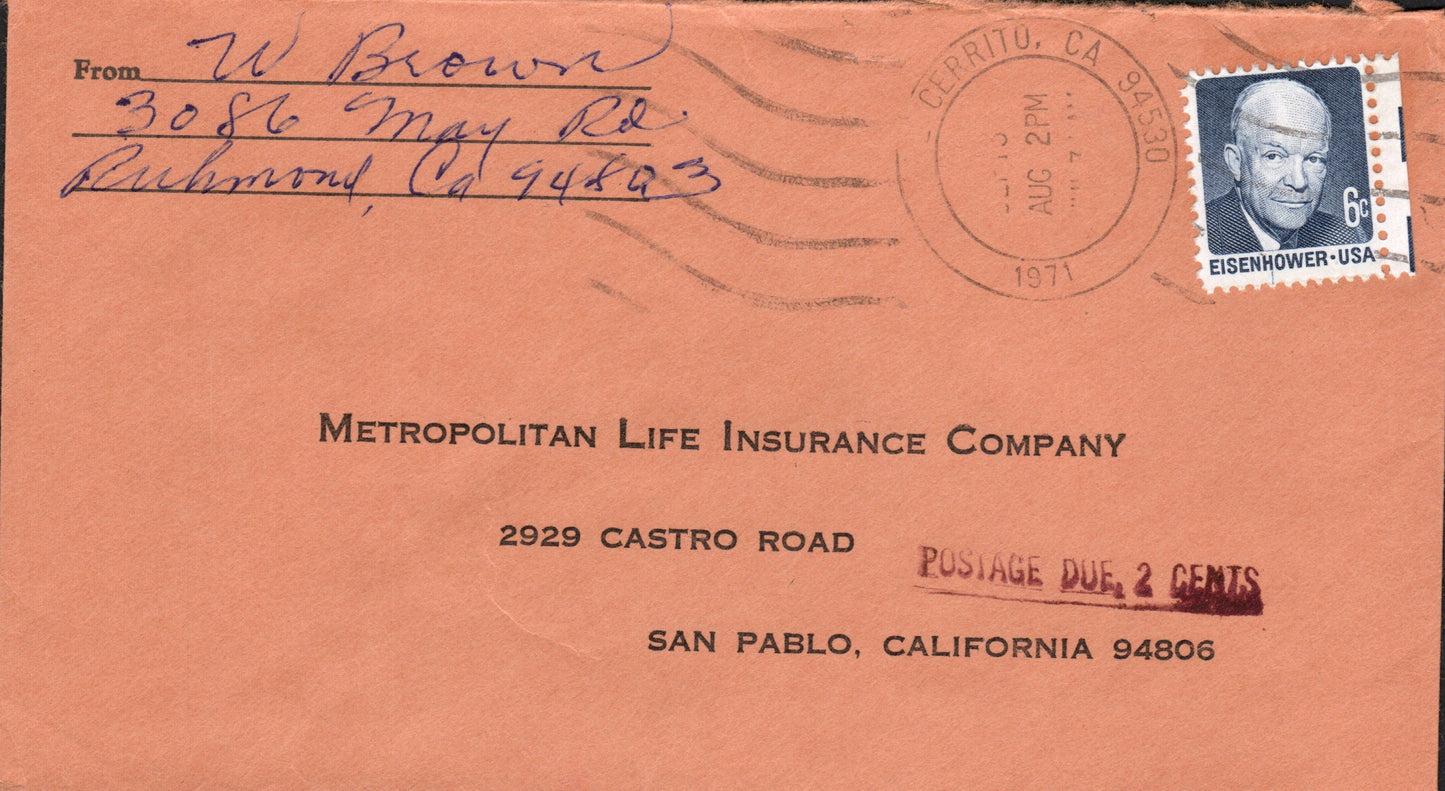 From W Brown
3086 May Rd.
Richmond, Ca 94803
CERRITO, CA 94530
AUG 2PM
1971
6c
EISENHOWER·USA
METROPOLITAN LIFE INSURANCE COMPANY
2929 CASTRO ROAD
POSTAGE DUE, 2 CENTS
SAN PABLO, CALIFORNIA 94806